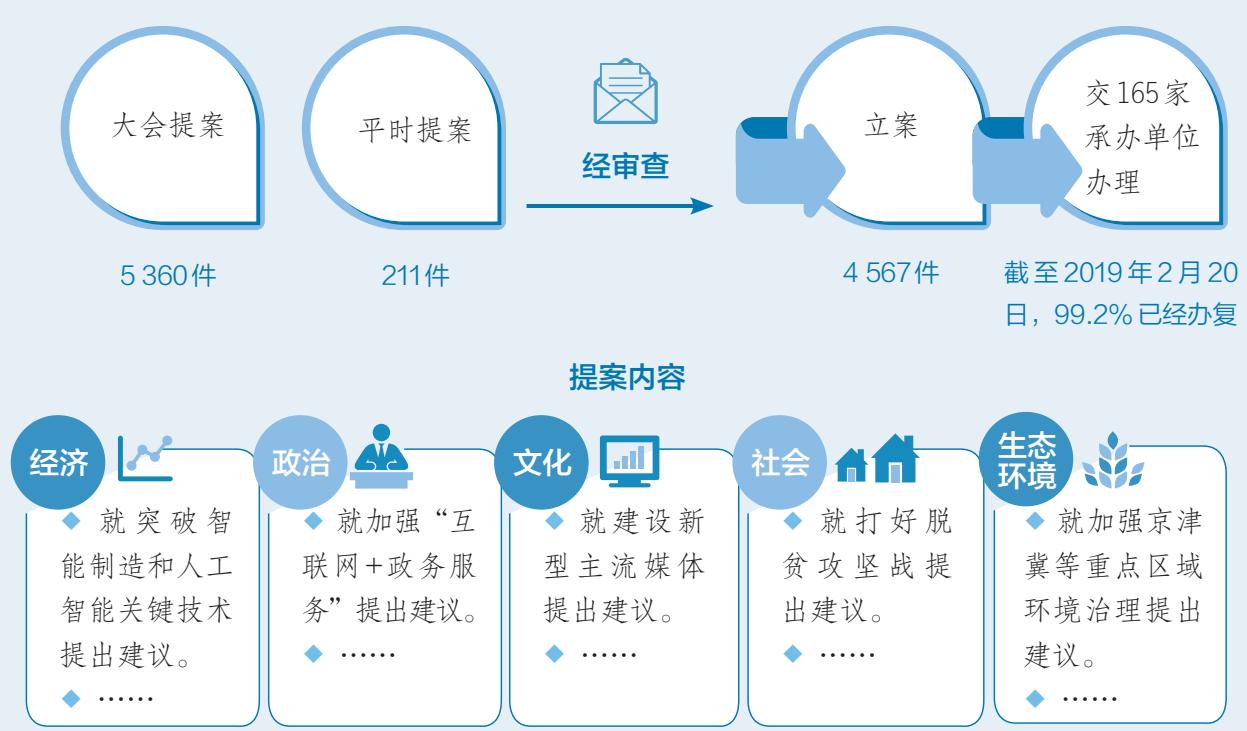 大会提案
5 360件
平时提案
211件
经审查
立案
4 567件
交165家
承办单位
办理
截至2019年2月20
日，99.2%已经办复
提案内容
经济
◆ 就突破智
能制造和人工
智能关键技术
提出建议。
◆ ……
政治
◆ 就加强“互
联网+政务服
务”提出建议。
◆ ……
文化
◆ 就建设新
型主流媒体
提出建议。
◆ ……
社会
◆ 就打好脱
贫攻坚战提
出建议。
◆ ……
生态
环境
◆ 就加强京津
冀等重点区域
环境治理提出
建议。
◆ ……